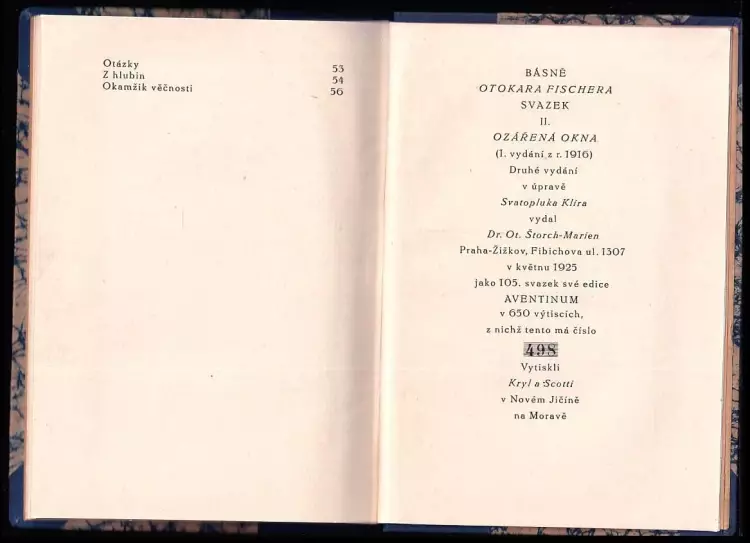 Otázky 53
Z hlubin 54
Okamžik věčnosti 56
BÁSNĚ
OTOKARA FISCHERA
SVAZEK
II.
OZÁŘENÁ OKNA
(1. vydání z r. 1916)
Druhé vydání
v úpravě
Svatopluka Klíra
vydal
Dr. Ot. Štorch-Marien
Praha-Žižkov, Fibichova ul. 1307
v květnu 1925
jako 105. svazek své edice
AVENTINUM
v 650 výtiscích,
z nichž tento má číslo
498
Vytiskli
Kryl a Scotti
v Novém Jičíně
na Moravě